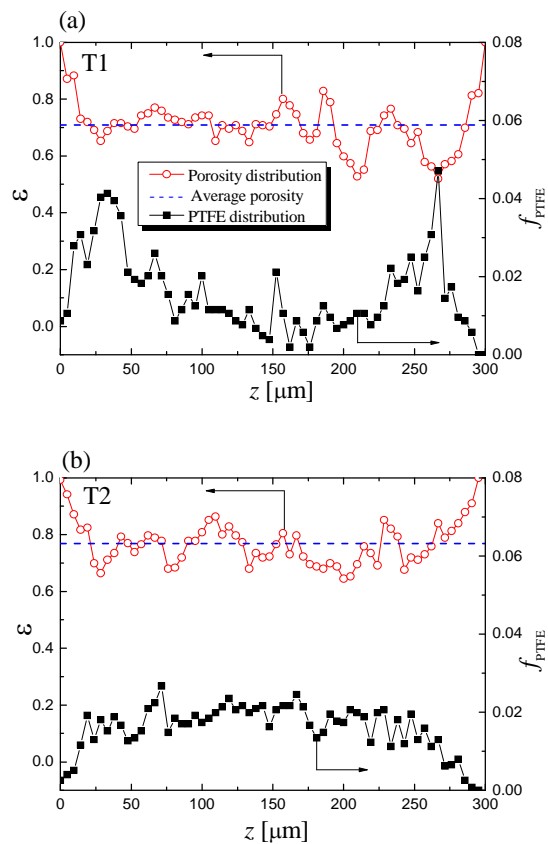 (a)
T1
1.0
0.8
0.6
0.4
0.2
0.0
ε
0.08
0.06
0.04
0.02
0.00
f_PTFE
Porosity distribution
Average porosity
PTFE distribution
0 50 100 150 200 250 300
z [μm]
(b)
T2
1.0
0.8
0.6
0.4
0.2
0.0
ε
0.08
0.06
0.04
0.02
0.00
f_PTFE
0 50 100 150 200 250 300
z [μm]